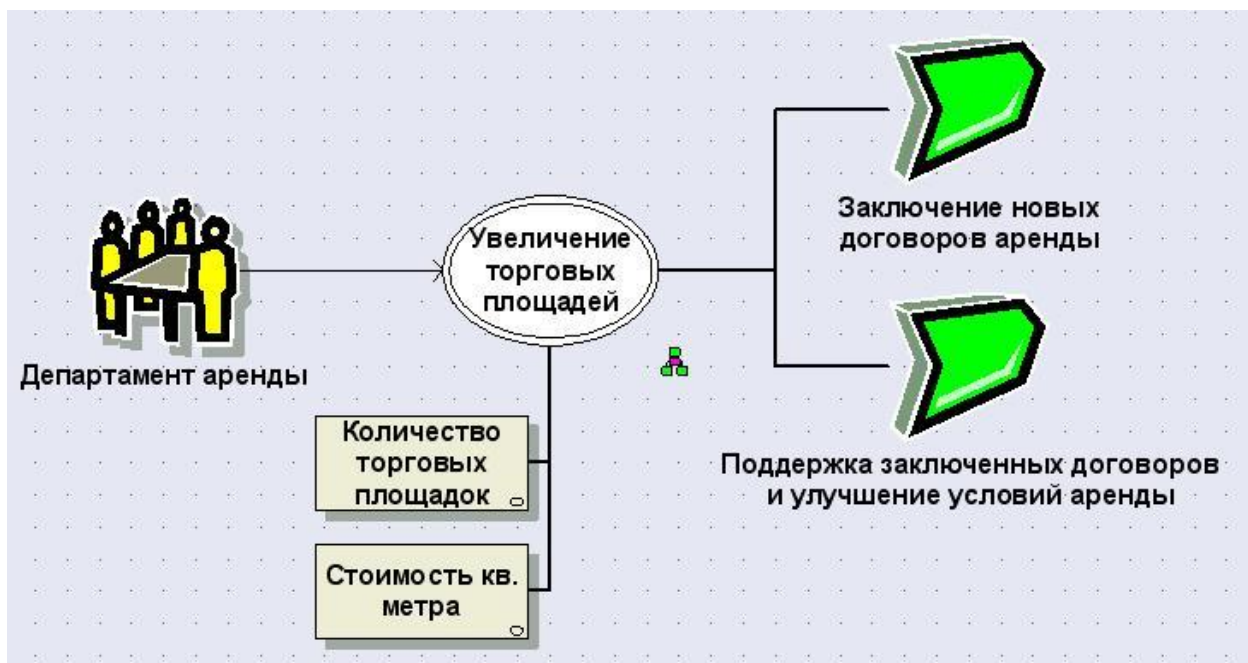 Департамент аренды
Увеличение
торговых
площадей
Количество
торговых
площадок
Стоимость кв.
метра
Заключение новых
договоров аренды
Поддержка заключенных договоров
и улучшение условий аренды